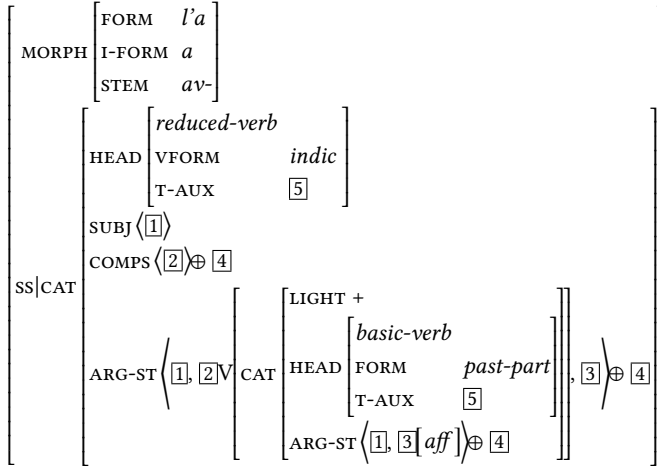 FORM l’a
MORPH I-FORM a
STEM av-
reduced-verb
HEAD VFORM indic
T-AUX 5
SUBJ ⟨1⟩
COMPS ⟨2⟩⊕ 4
SS|CAT
LIGHT +
basic-verb
ARG-ST ⟨1, 2V CAT HEAD FORM past-part , 3⟩⊕ 4
T-AUX 5
ARG-ST ⟨1, 3[aff]⟩⊕ 4